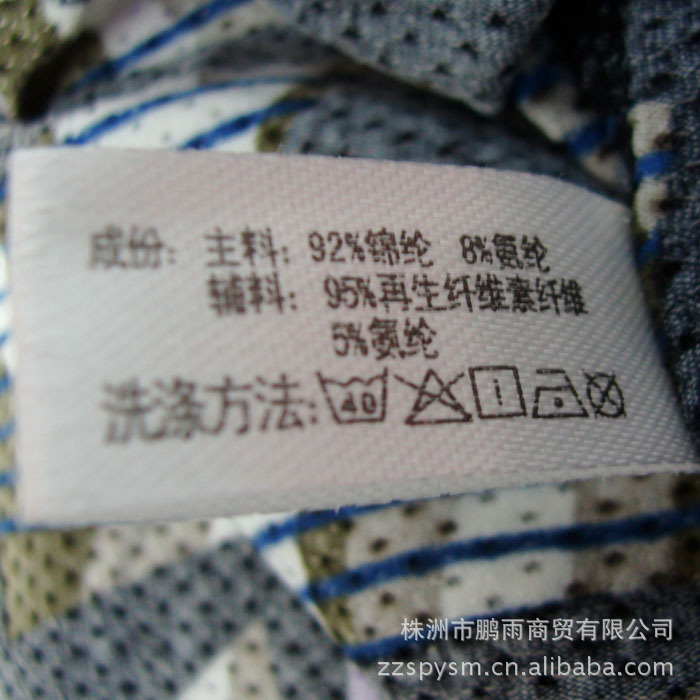 成份: 主料: 92%锦纶 8%氨纶
辅料: 95%再生纤维素纤维
5%氨纶
洗涤方法: 40
株洲市鹏雨商贸有限公司
zzspysm.cn.alibaba.com